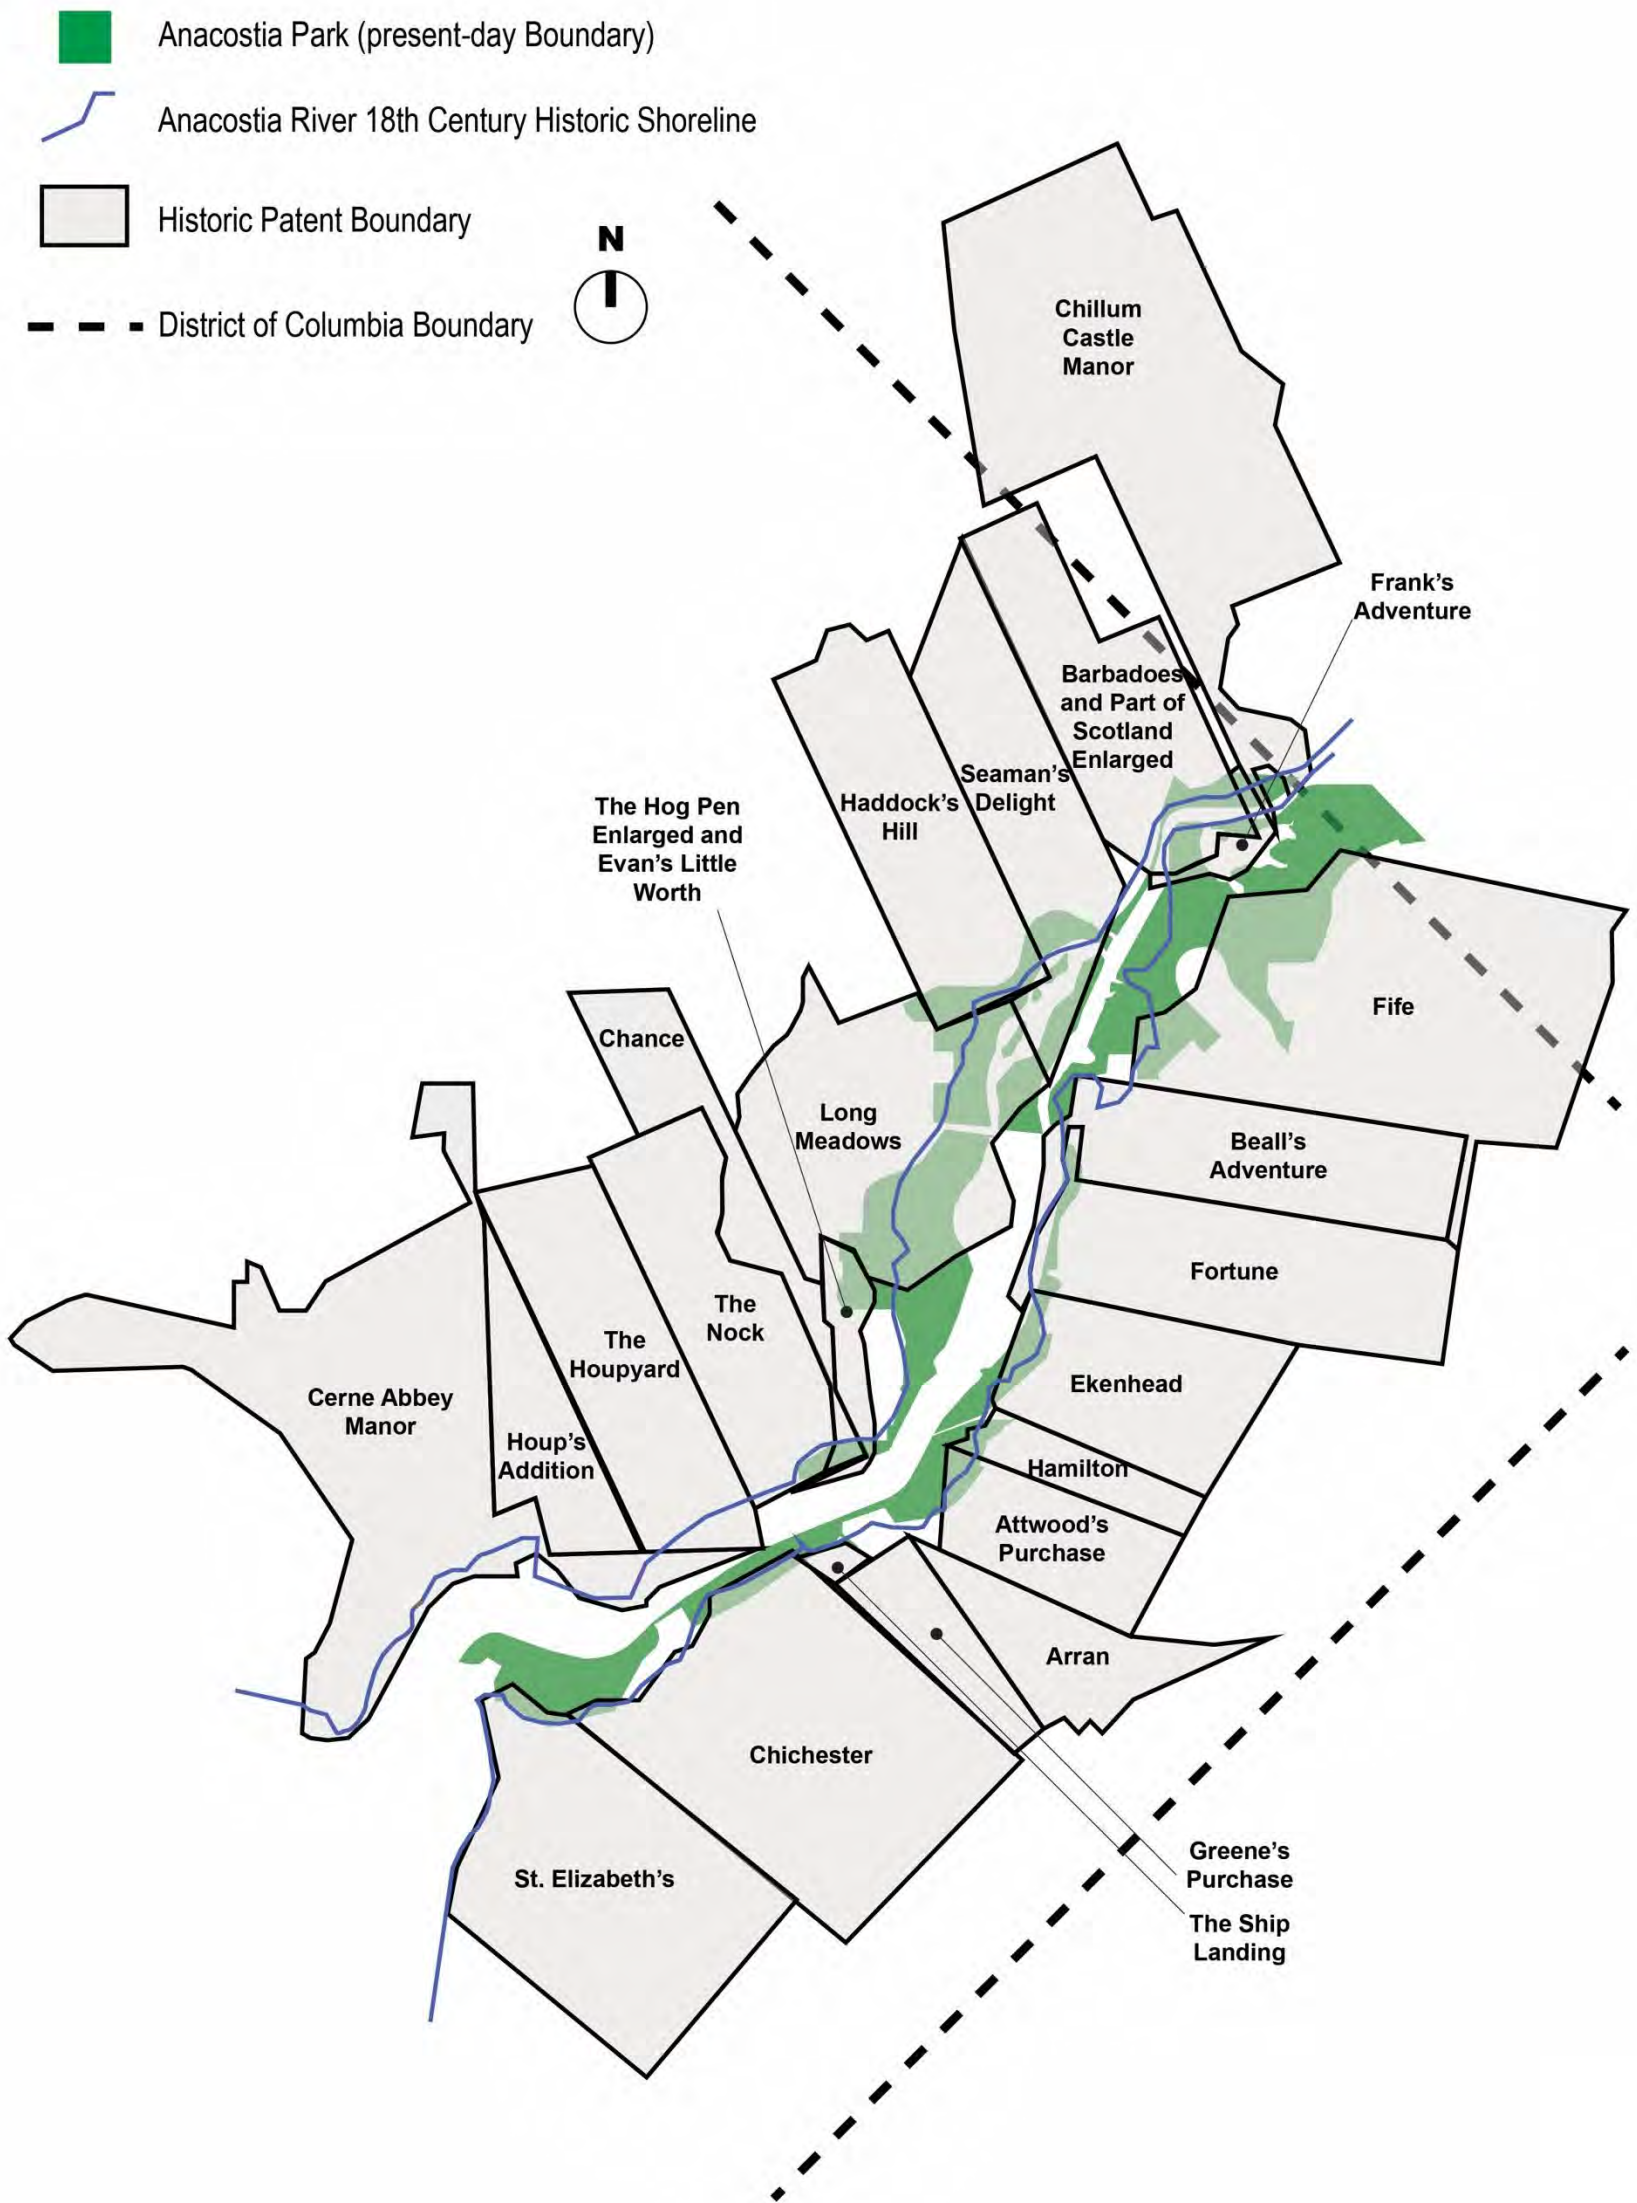 Anacostia Park (present-day Boundary)
Anacostia River 18th Century Historic Shoreline
Historic Patent Boundary
District of Columbia Boundary
N
Chillum
Castle
Manor
Frank's
Adventure
Barbadoes
and Part of
Scotland
Enlarged
Seaman's
Delight
Haddock's
Hill
The Hog Pen
Enlarged and
Evan's Little
Worth
Fife
Chance
Long
Meadows
Beall's
Adventure
Fortune
The
Nock
The
Houpyard
Cerne Abbey
Manor
Houp's
Addition
Ekenhead
Hamilton
Attwood's
Purchase
Arran
Chichester
St. Elizabeth's
Greene's
Purchase
The Ship
Landing